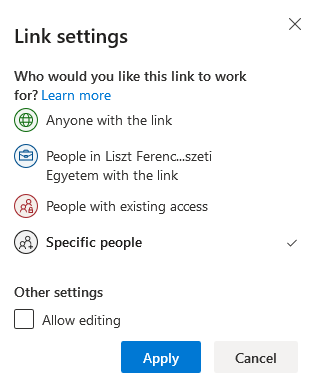 Link settings
Who would you like this link to work
for? Learn more
Anyone with the link
People in Liszt Ferenc...szeti
Egyetem with the link
People with existing access
Specific people
Other settings
Allow editing
Apply Cancel